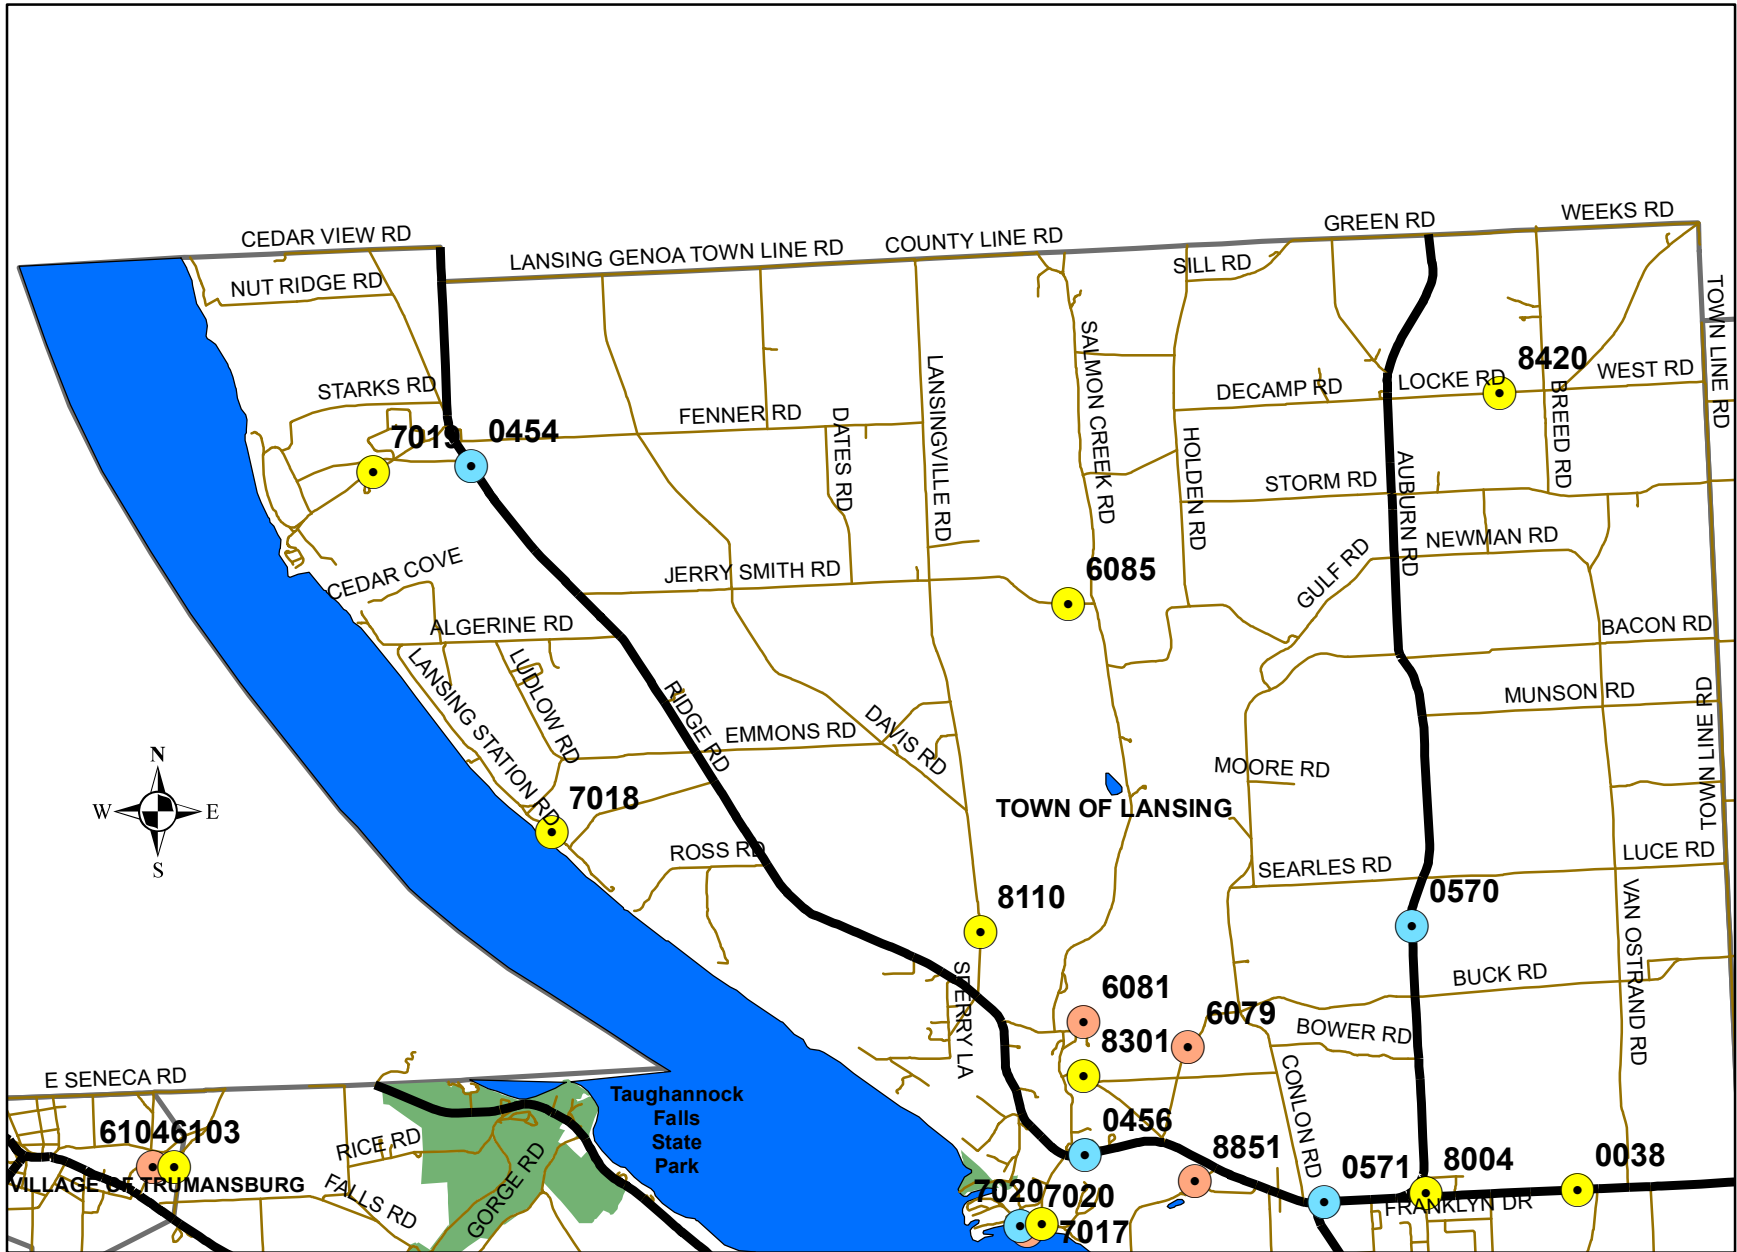 WEEKS RD
GREEN RD
CEDAR VIEW RD
COUNTY LINE RD
LANSING GENOA TOWN LINE RD
SILL RD
NUT RIDGE RD
TOWN LINE RD
SALMON CREEK RD
LANSINGVILLE RD
8420
WEST RD
LOCKE RD
DECAMP RD
BREED RD
STARKS RD
FENNER RD
DATES RD
7019
0454
HOLDEN RD
AUBURN RD
STORM RD
NEWMAN RD
GULF RD
6085
JERRY SMITH RD
CEDAR COVE
ALGERINE RD
BACON RD
LANSING STATION RD
LUDLOW RD
RIDGE RD
MUNSON RD
TOWN LINE RD
DAVIS RD
EMMONS RD
MOORE RD
N
W
E
S
7018
TOWN OF LANSING
ROSS RD
LUCE RD
SEARLES RD
8110
0570
VAN OSTRAND RD
SEERRY LA
BUCK RD
6081
6079
BOWER RD
8301
CONLON RD
E SENECA RD
Taughannock
Falls
State
Park
6104
6103
RICE RD
0456
8851
0571
8004
0038
VILLAGE OF TRUMANSBURG
FALLS RD
GORGE RD
7020
7020
FRANKLYN DR
7017